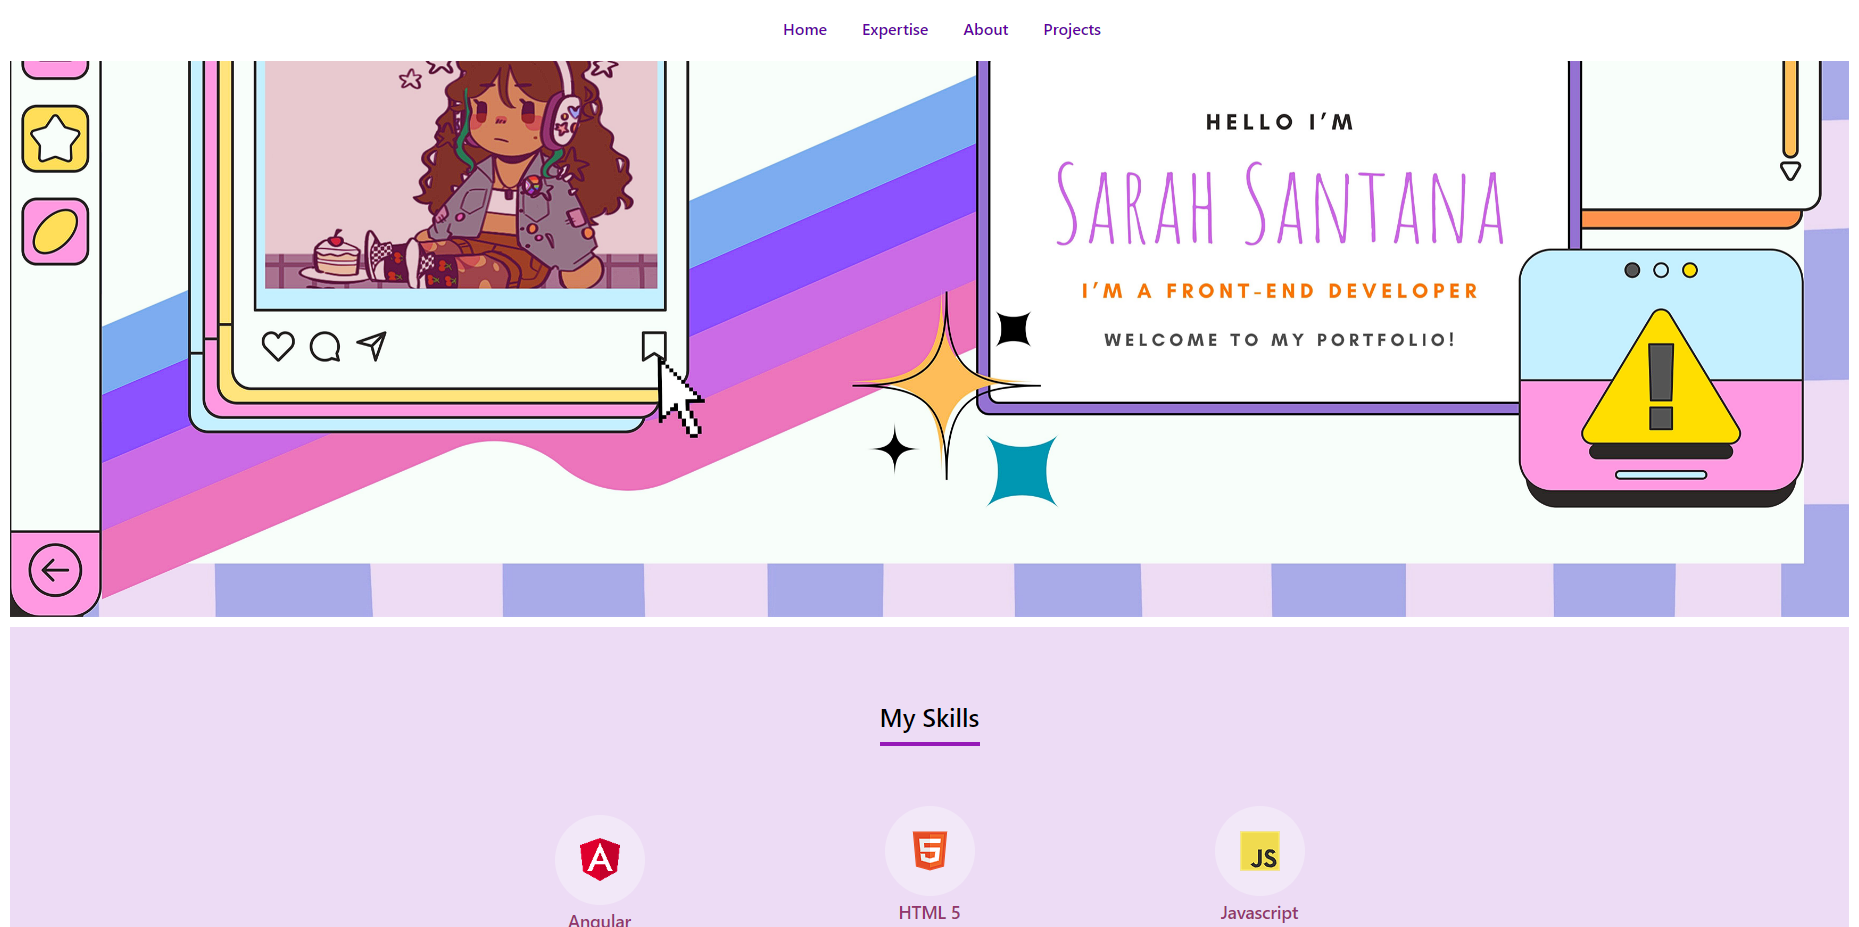 Home Expertise About Projects
HELLO I'M
SARAH SANTANA
I'M A FRONT-END DEVELOPER
WELCOME TO MY PORTFOLIO!
!
My Skills
A
5
JS
Angular
HTML 5
Javascript